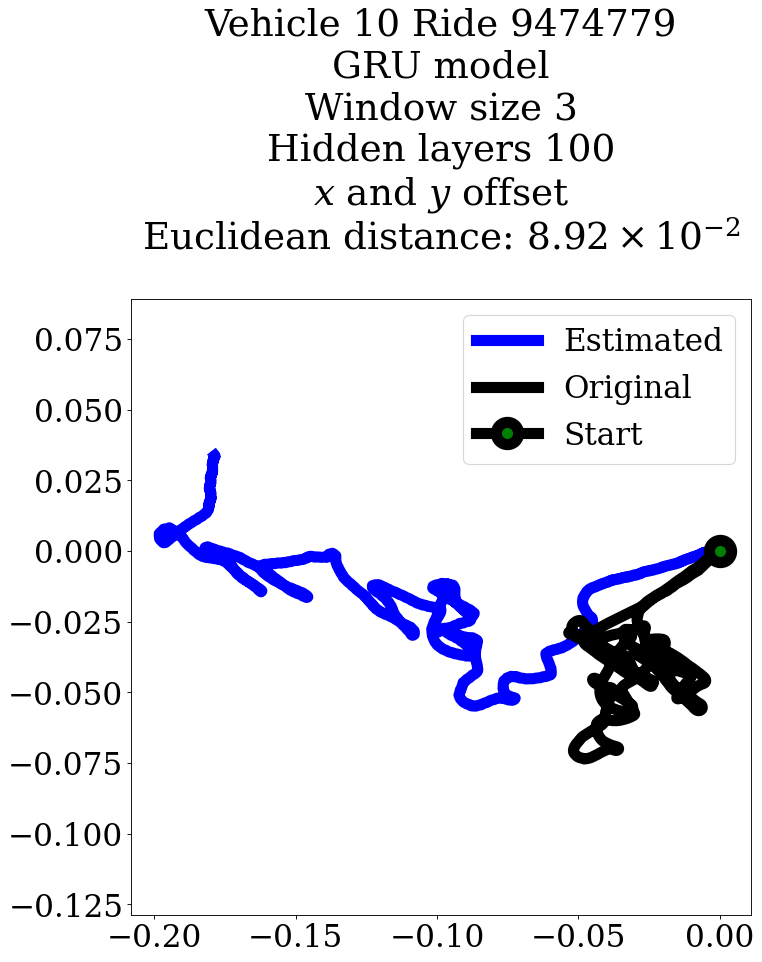 Vehicle 10 Ride 9474779
GRU model
Window size 3
Hidden layers 100
x and y offset
Euclidean distance: 8.92 × 10⁻²
Estimated
Original
Start
0.075
0.050
0.025
0.000
−0.025
−0.050
−0.075
−0.100
−0.125
−0.20 −0.15 −0.10 −0.05 0.00